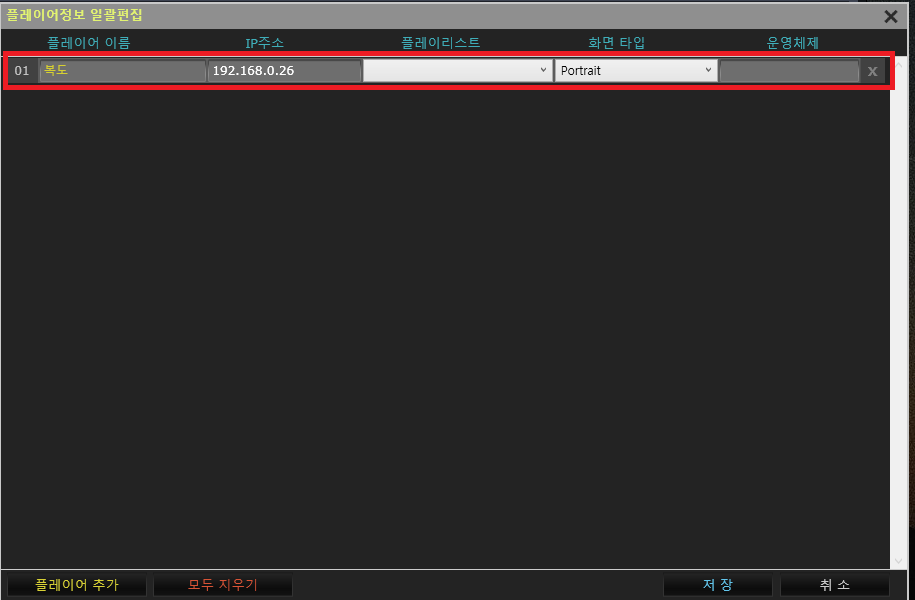 플레이어정보 일괄편집
플레이어 이름 IP주소 플레이리스트 화면 타입 운영체제
01 복도 192.168.0.26 Portrait x
플레이어 추가 모두 지우기 저 장 취 소